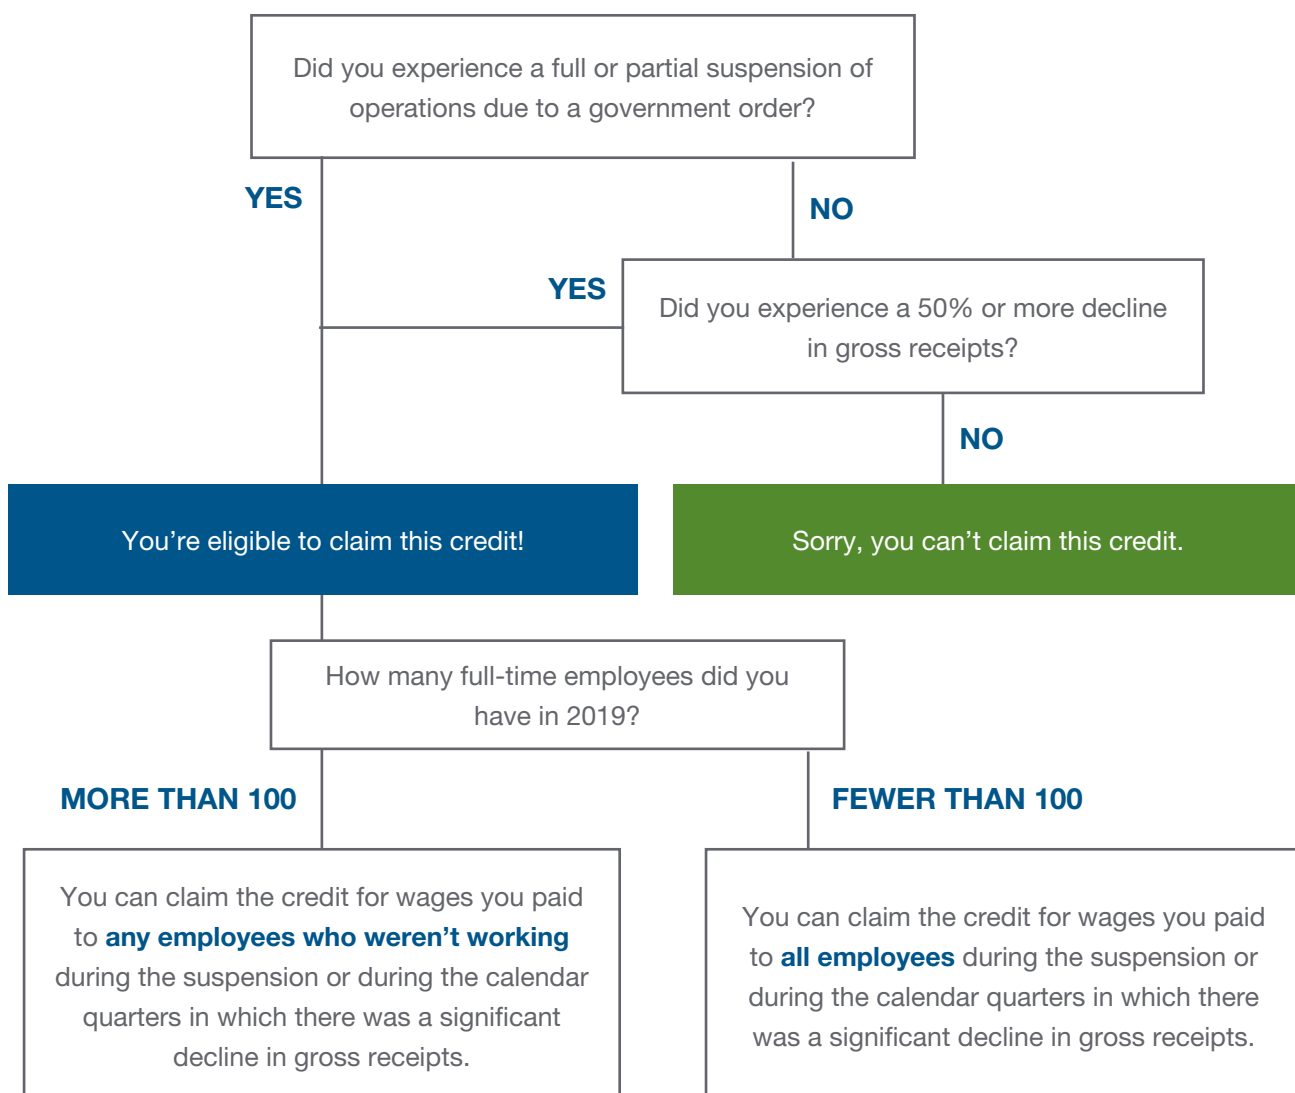 Did you experience a full or partial suspension of
operations due to a government order?
YES
NO
YES
Did you experience a 50% or more decline
in gross receipts?
NO
You’re eligible to claim this credit!
Sorry, you can’t claim this credit.
How many full-time employees did you
have in 2019?
MORE THAN 100
FEWER THAN 100
You can claim the credit for wages you paid
to any employees who weren’t working
during the suspension or during the calendar
quarters in which there was a significant
decline in gross receipts.
You can claim the credit for wages you paid
to all employees during the suspension or
during the calendar quarters in which there
was a significant decline in gross receipts.